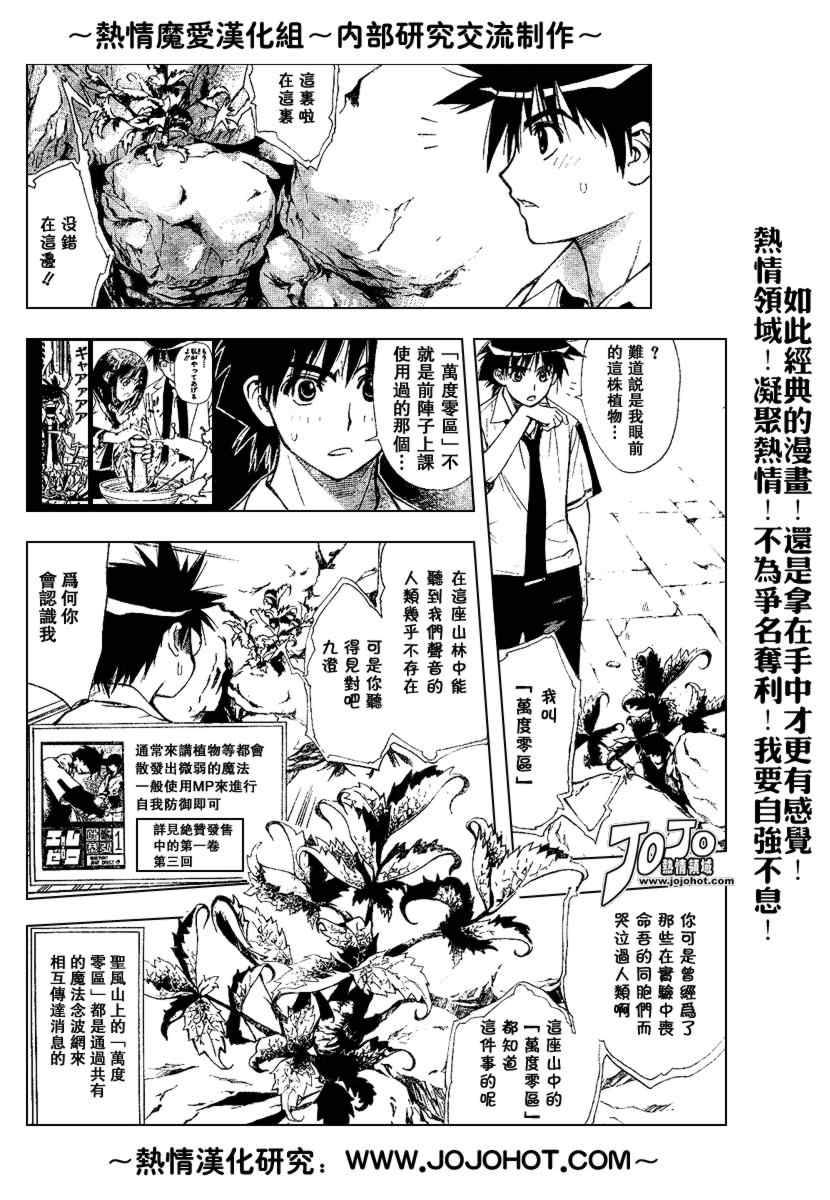 ～熱情魔愛漢化組～内部研究交流制作～
這裏啦
在這裏
没錯
在這邊!!
?
難道説是我眼前
的這株植物…
「萬度零區」不
就是前陣子上課
使用過的那個…
ギャアァァァ
我叫
「萬度零區」
在這座山林中能
聽到我們聲音的
人類幾乎不存在
可是你聽
得見對吧
九澄
爲何你
會認識我
通常來講植物等都會
散發出微弱的魔法
一般使用MP來進行
自我防御即可
詳見絶贊發售
中的第一卷
第三回
JOJO
熱情領域
www.jojohot.com
你可是曾經爲了
那些在實驗中喪
命吾的同胞們而
哭泣過人類啊
這座山中的
「萬度零區」
都知道
這件事的呢
聖風山上的「萬度
零區」都是通過共有
的魔法念波網來
相互傳達消息的
如此經典的漫畫！還是拿在手中才更有感覺！
熱情領域！凝聚熱情！不為爭名奪利！我要自強不息！
～熱情漢化研究：WWW.JOJOHOT.COM～